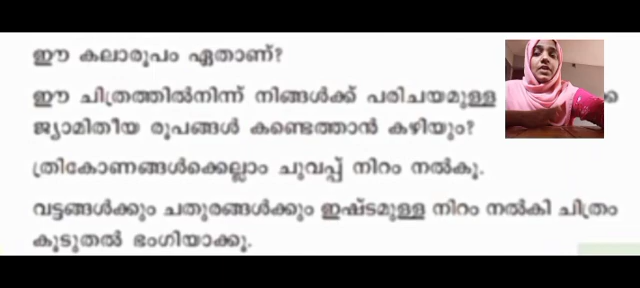 ഈ കലാരൂപം ഏതാണ്?
ഈ ചിത്രത്തിൽനിന്ന് നിങ്ങൾക്ക് പരിചയമുള്ള
ജ്യാമിതീയ രൂപങ്ങൾ കണ്ടെത്താൻ കഴിയും?
ത്രികോണങ്ങൾക്കെല്ലാം ചുവപ്പ് നിറം നൽകൂ.
വട്ടങ്ങൾക്കും ചതുരങ്ങൾക്കും ഇഷ്ടമുള്ള നിറം നൽകി ചിത്രം
കൂടുതൽ ഭംഗിയാക്കൂ.